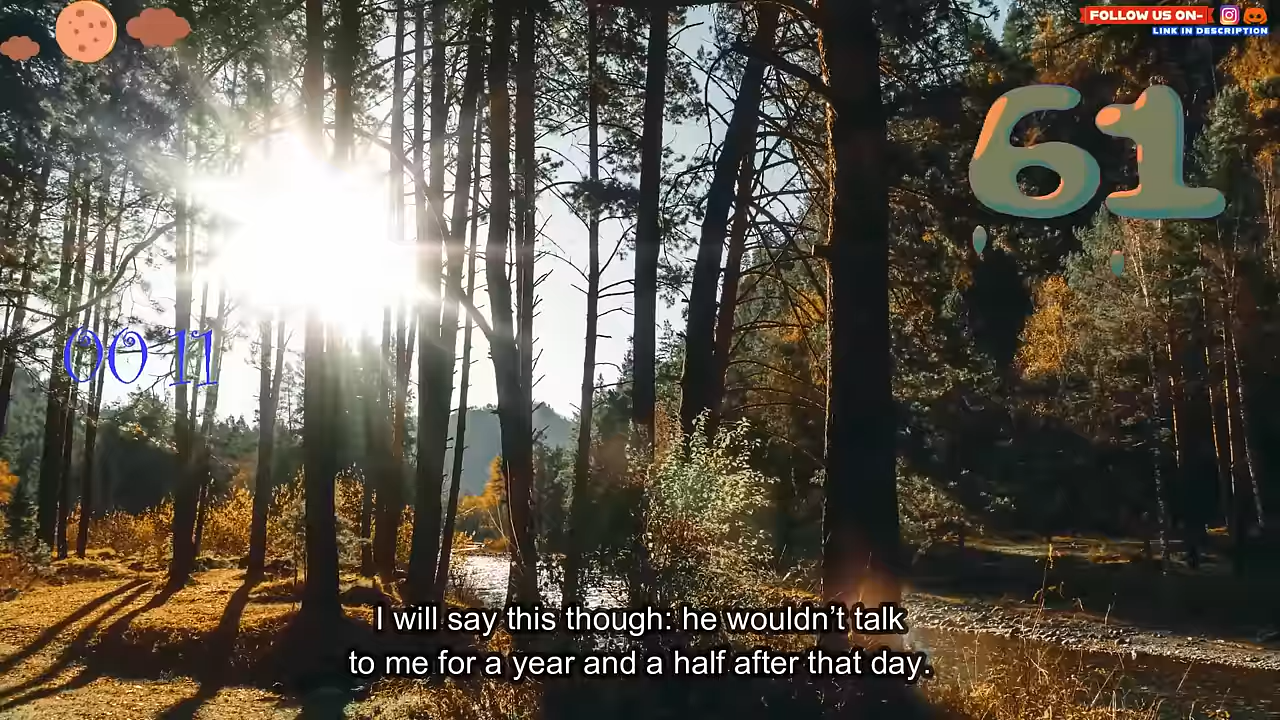 FOLLOW US ON-
LINK IN DESCRIPTION
61
00 11
I will say this though: he wouldn’t talk
to me for a year and a half after that day.